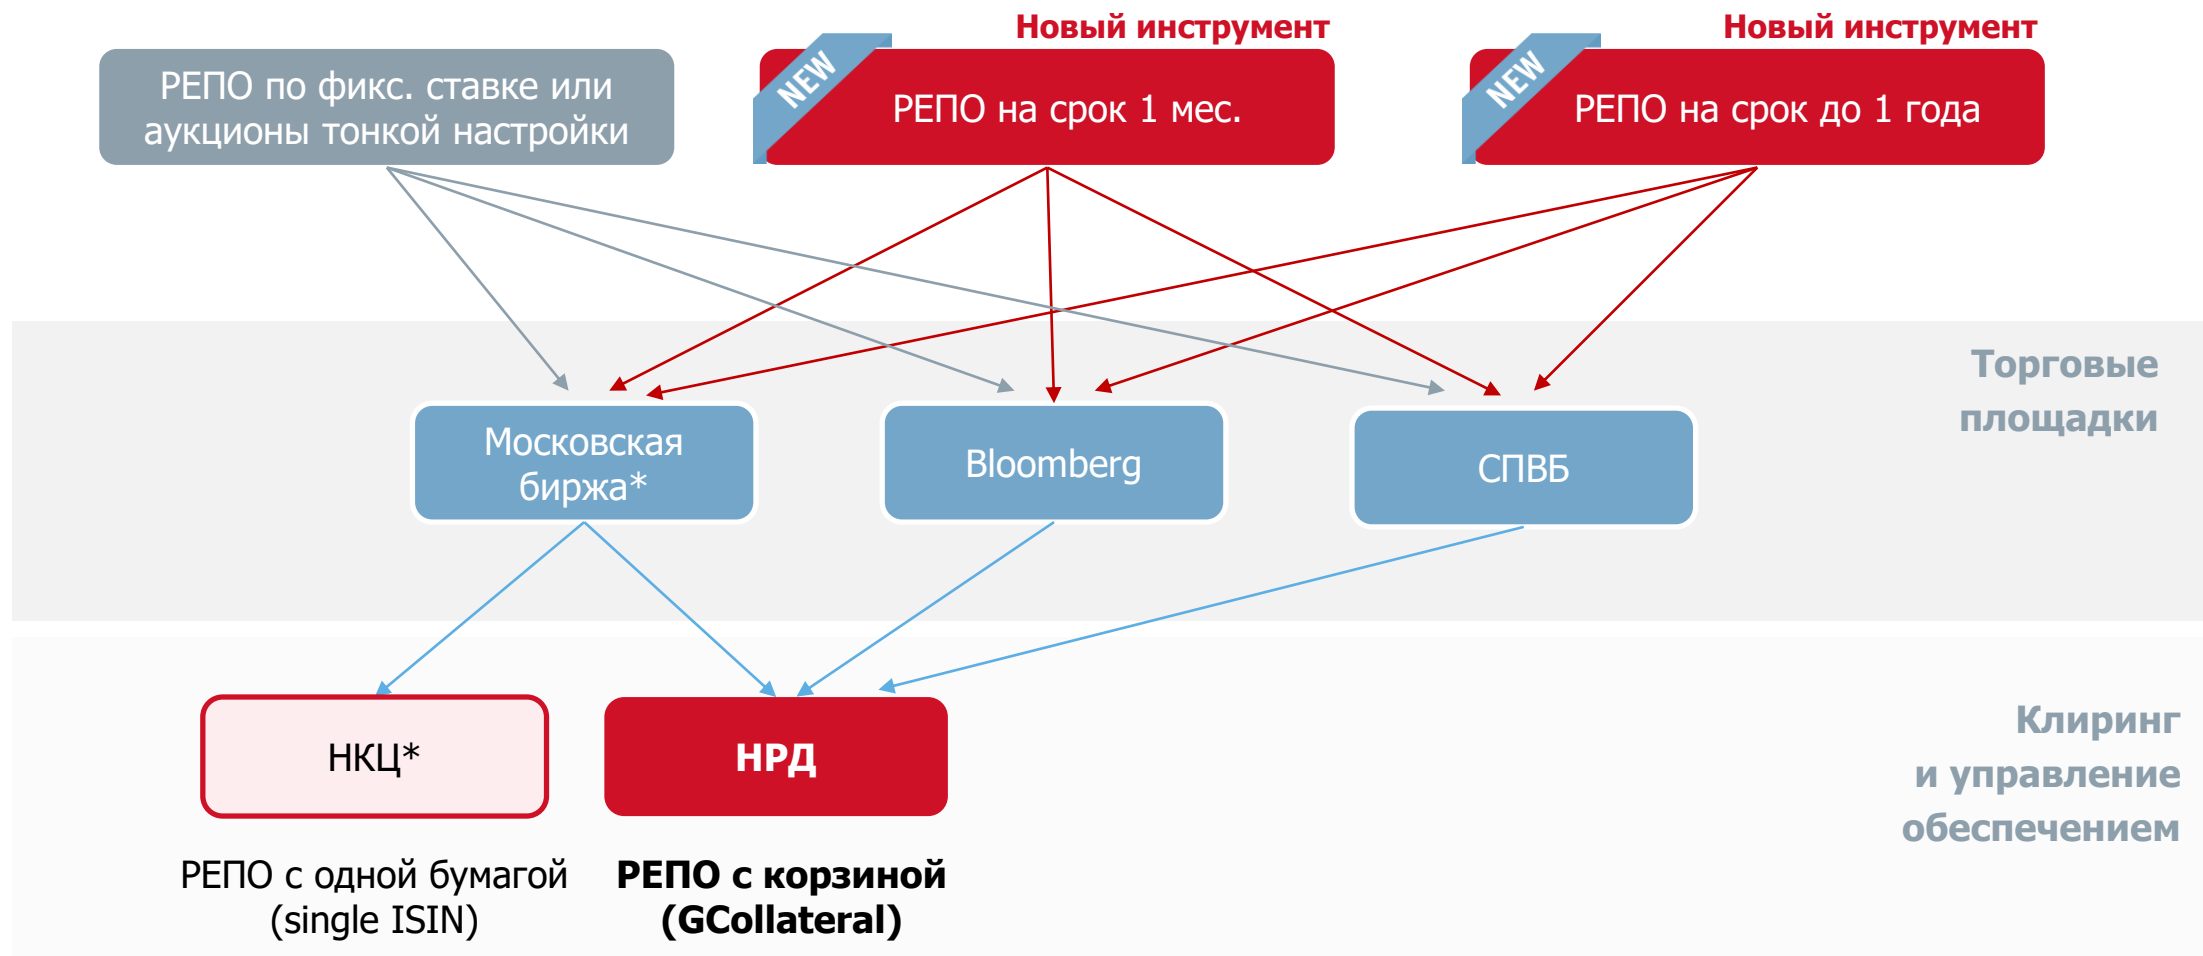 Новый инструмент
Новый инструмент
РЕПО по фикс. ставке или
аукционы тонкой настройки
NEW
РЕПО на срок 1 мес.
NEW
РЕПО на срок до 1 года
Торговые
площадки
Московская
биржа*
Bloomberg
СПВБ
Клиринг
и управление
обеспечением
НКЦ*
НРД
РЕПО с одной бумагой
(single ISIN)
РЕПО с корзиной
(GCollateral)